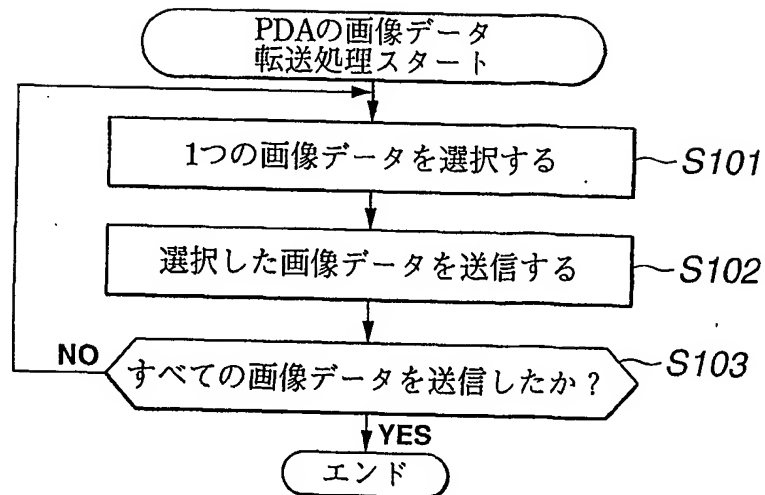 PDAの画像データ
転送処理スタート
1つの画像データを選択する
S101
選択した画像データを送信する
S102
すべての画像データを送信したか？
S103
NO
YES
エンド